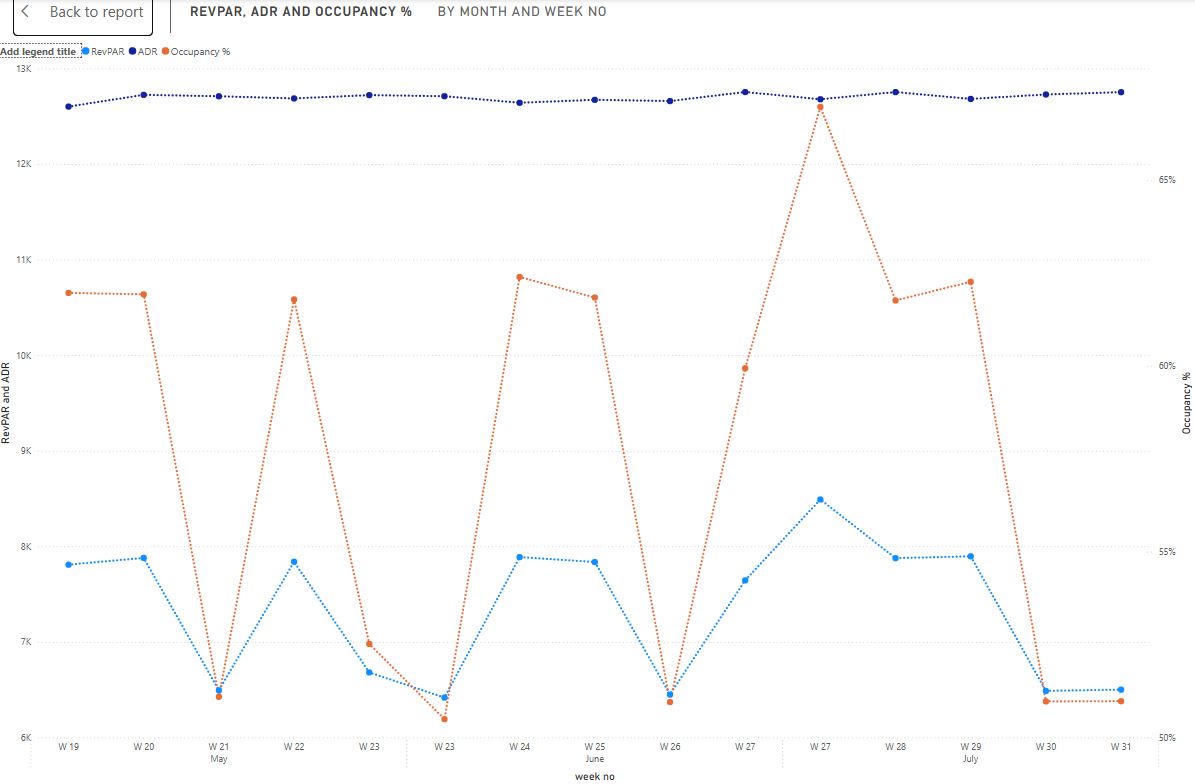 Back to report
REVPAR, ADR AND OCCUPANCY % BY MONTH AND WEEK NO
Add legend title RevPAR ADR Occupancy %
13K
12K
11K
10K
9K
8K
7K
6K
RevPAR and ADR
65%
60%
55%
50%
Occupancy %
W 19 W 20 W 21 W 22 W 23 W 23 W 24 W 25 W 26 W 27 W 27 W 28 W 29 W 30 W 31
May June July
week no